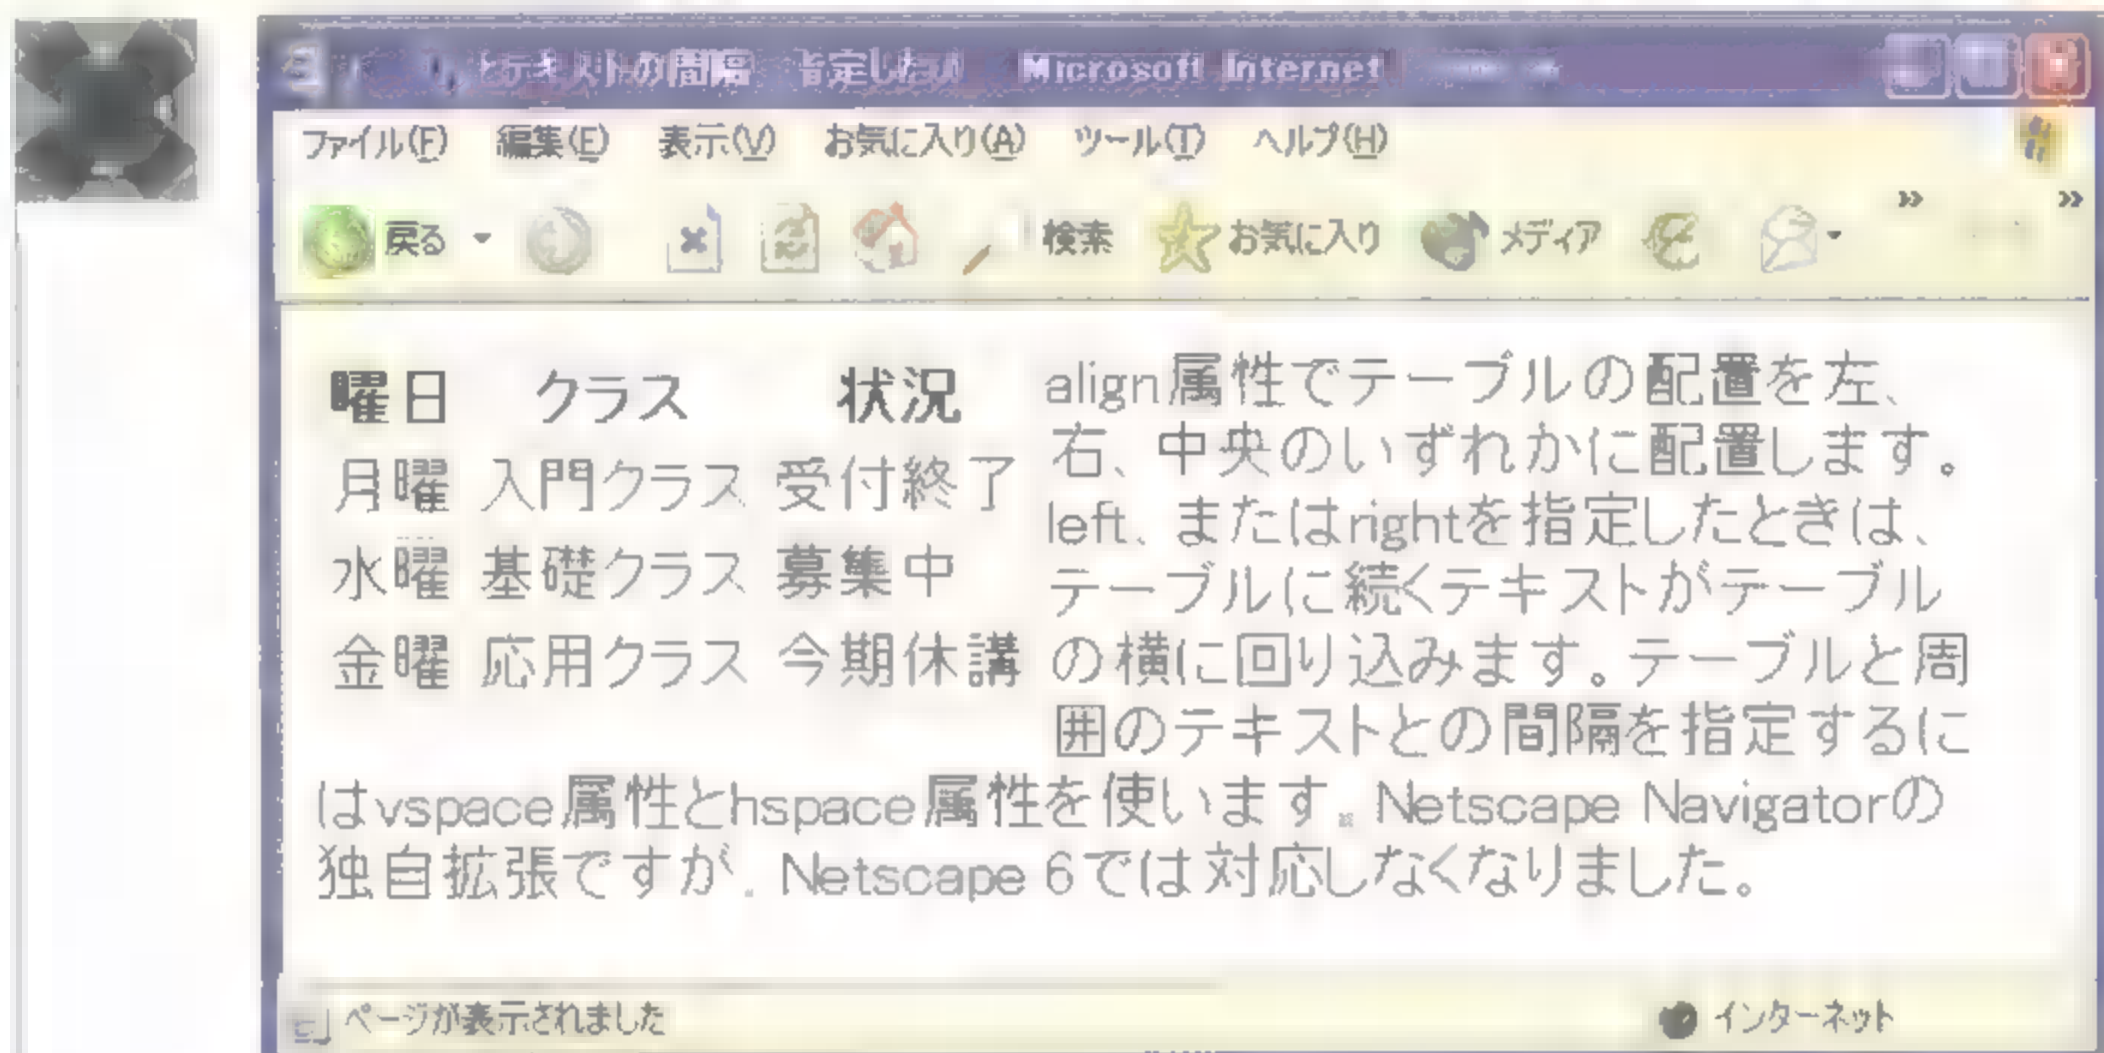 テキストの間隔 指定した Microsoft Internet
ファイル(F) 編集(E) 表示(V) お気に入り(A) ツール(T) ヘルプ(H)
戻る 検索 お気に入り メディア » »
曜日 クラス 状況
月曜 入門クラス 受付終了
水曜 基礎クラス 募集中
金曜 応用クラス 今期休講
align属性でテーブルの配置を左、
右、中央のいずれかに配置します。
left、またはrightを指定したときは、
テーブルに続くテキストがテーブル
の横に回り込みます。テーブルと周
囲のテキストとの間隔を指定するに
はvspace属性とhspace属性を使います。Netscape Navigatorの
独自拡張ですが、Netscape 6では対応しなくなりました。
ページが表示されました インターネット